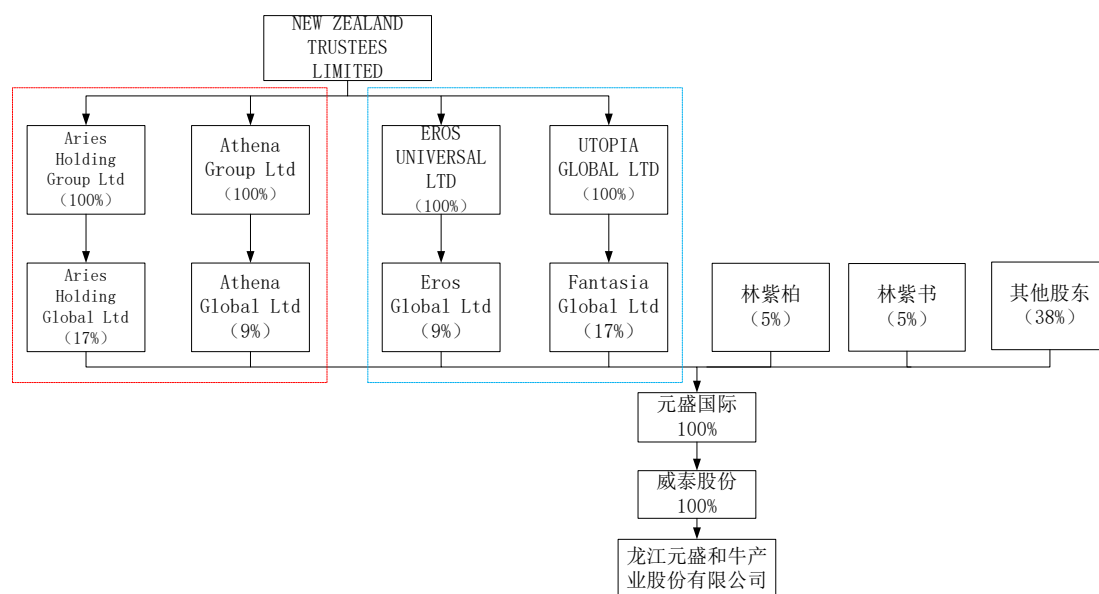 NEW ZEALAND
TRUSTEES
LIMITED
Aries
Holding
Group Ltd
（100%）
Athena
Group Ltd
（100%）
EROS
UNIVERSAL
LTD
（100%）
UTOPIA
GLOBAL LTD
（100%）
Aries
Holding
Global Ltd
（17%）
Athena
Global Ltd
（9%）
Eros
Global Ltd
（9%）
Fantasia
Global Ltd
（17%）
林紫柏
（5%）
林紫书
（5%）
其他股东
（38%）
元盛国际
100%
威泰股份
100%
龙江元盛和牛产
业股份有限公司